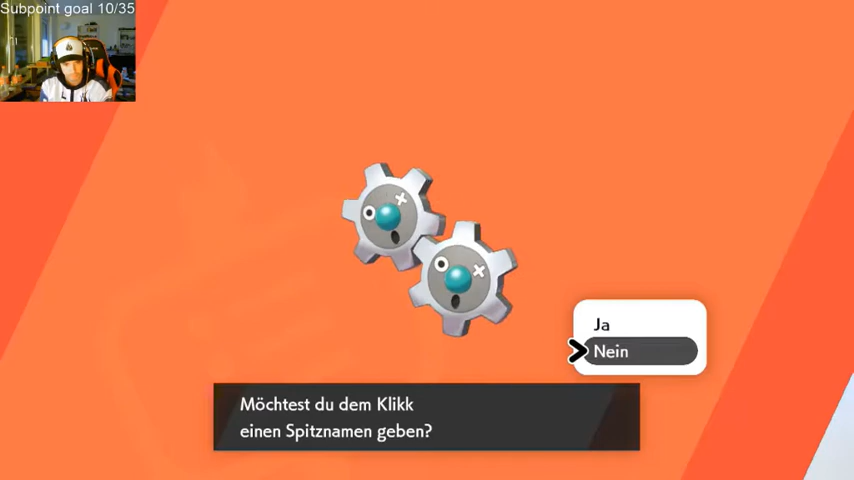 Subpoint goal 10/35
Ja
Nein
Möchtest du dem Klikk
einen Spitznamen geben?